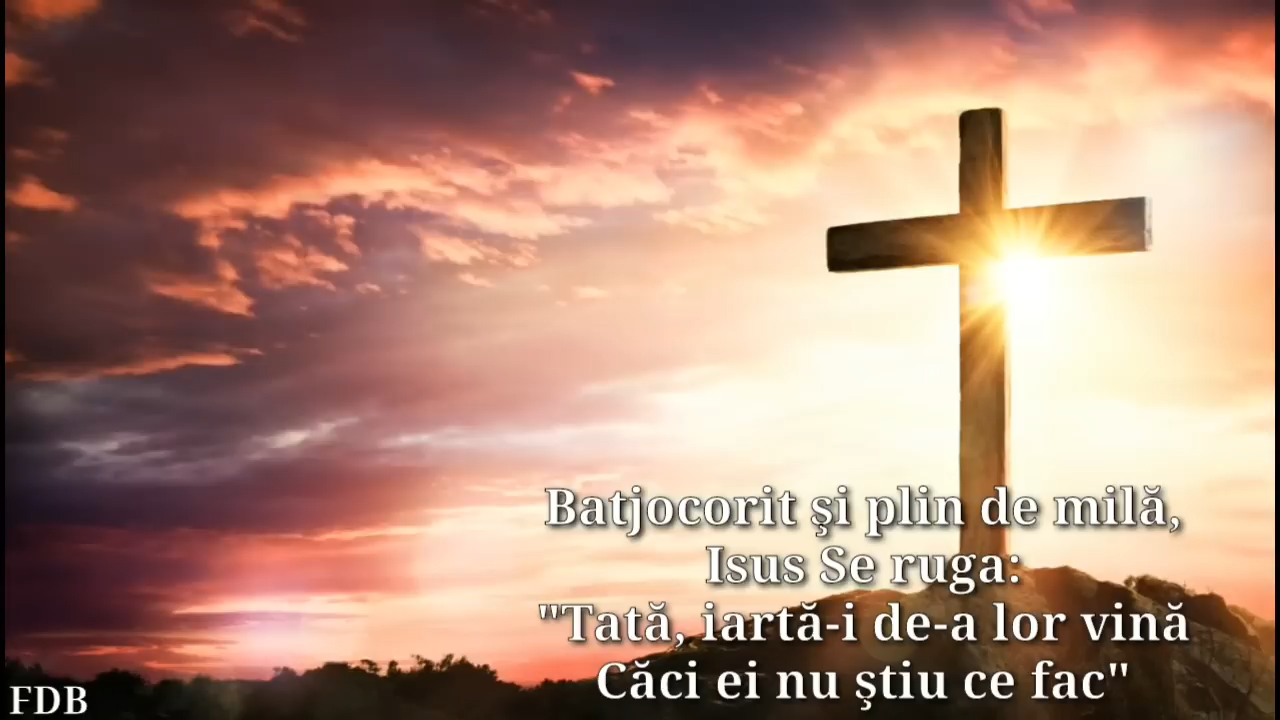 Batjocorit şi plin de milă,
Isus Se ruga:
"Tată, iartă-i de-a lor vină
Căci ei nu ştiu ce fac"
FDB